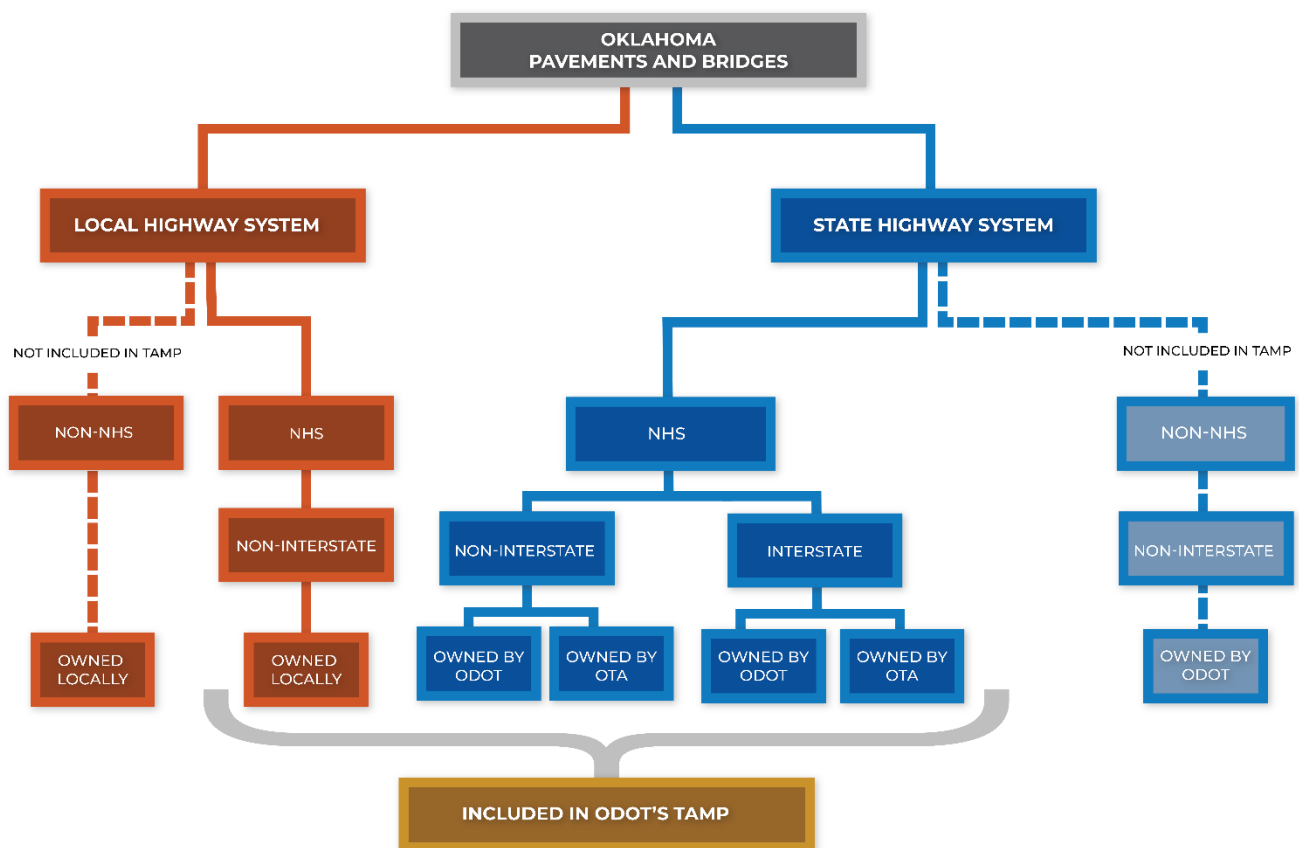 OKLAHOMA
PAVEMENTS AND BRIDGES
LOCAL HIGHWAY SYSTEM
STATE HIGHWAY SYSTEM
NOT INCLUDED IN TAMP
NOT INCLUDED IN TAMP
NON-NHS
NHS
NHS
NON-NHS
NON-INTERSTATE
NON-INTERSTATE
INTERSTATE
NON-INTERSTATE
OWNED
LOCALLY
OWNED
LOCALLY
OWNED BY
ODOT
OWNED BY
OTA
OWNED BY
ODOT
OWNED BY
OTA
OWNED BY
ODOT
INCLUDED IN ODOT'S TAMP